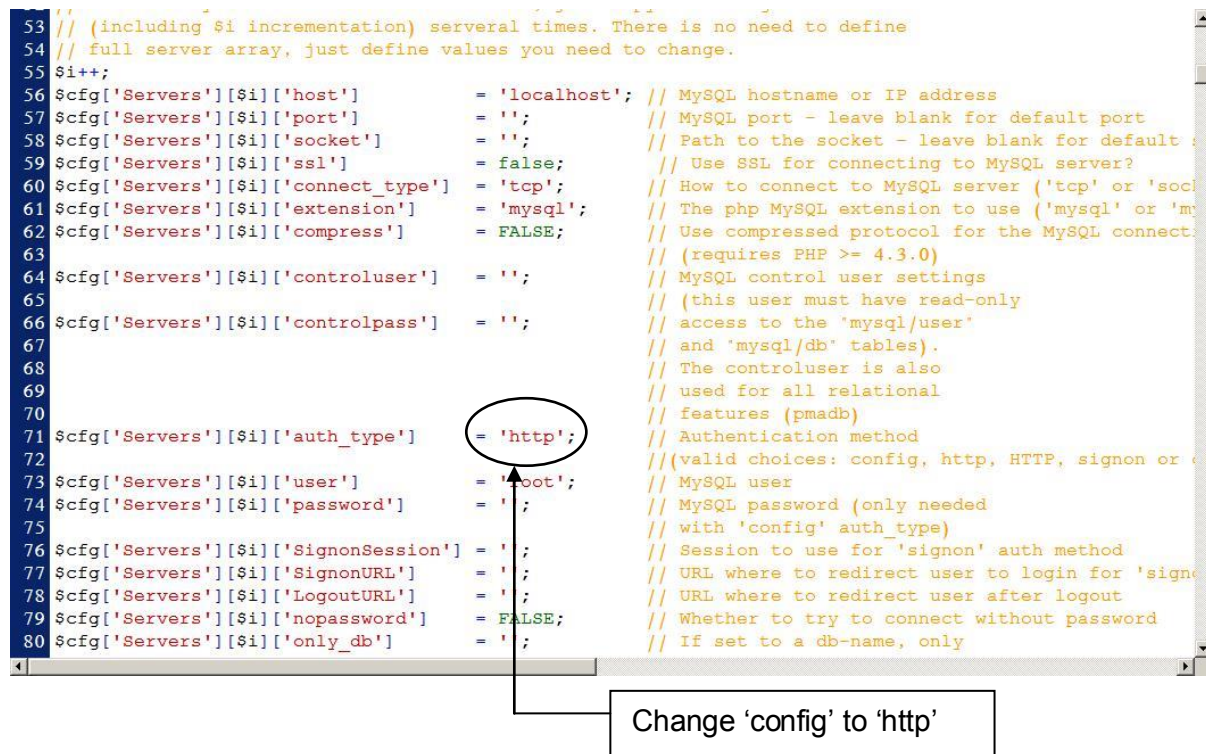 53 // (including $i incrementation) serveral times. There is no need to define
54 // full server array, just define values you need to change.
55 $i++;
56 $cfg['Servers'][$i]['host'] = 'localhost'; // MySQL hostname or IP address
57 $cfg['Servers'][$i]['port'] = ''; // MySQL port - leave blank for default port
58 $cfg['Servers'][$i]['socket'] = ''; // Path to the socket - leave blank for default
59 $cfg['Servers'][$i]['ssl'] = false; // Use SSL for connecting to MySQL server?
60 $cfg['Servers'][$i]['connect_type'] = 'tcp'; // How to connect to MySQL server ('tcp' or
61 $cfg['Servers'][$i]['extension'] = 'mysql'; // The php MySQL extension to use ('mysql' or
62 $cfg['Servers'][$i]['compress'] = FALSE; // Use compressed protocol for the MySQL
63 // (requires PHP >= 4.3.0)
64 $cfg['Servers'][$i]['controluser'] = ''; // MySQL control user settings
65 // (this user must have read-only
66 $cfg['Servers'][$i]['controlpass'] = ''; // access to the "mysql/user"
67 // and "mysql/db" tables).
68 // The controluser is also
69 // used for all relational
70 // features (pmadb)
71 $cfg['Servers'][$i]['auth_type'] = 'http'; // Authentication method
72 //(valid choices: config, http, HTTP, signon or
73 $cfg['Servers'][$i]['user'] = 'root'; // MySQL user
74 $cfg['Servers'][$i]['password'] = ''; // MySQL password (only needed
75 // with 'config' auth_type)
76 $cfg['Servers'][$i]['SignonSession'] = ''; // Session to use for 'signon' auth method
77 $cfg['Servers'][$i]['SignonURL'] = ''; // URL where to redirect user to login for
78 $cfg['Servers'][$i]['LogoutURL'] = ''; // URL where to redirect user after logout
79 $cfg['Servers'][$i]['nopassword'] = FALSE; // Whether to try to connect without password
80 $cfg['Servers'][$i]['only_db'] = ''; // If set to a db-name, only
Change ‘config’ to ‘http’